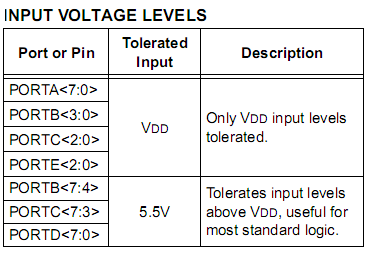 INPUT VOLTAGE LEVELS
Port or Pin
Tolerated
Input
Description
PORTA<7:0>
PORTB<3:0>
PORTC<2:0>
PORTE<2:0>
VDD
Only VDD input levels
tolerated.
PORTB<7:4>
PORTC<7:3>
PORTD<7:0>
5.5V
Tolerates input levels
above VDD, useful for
most standard logic.